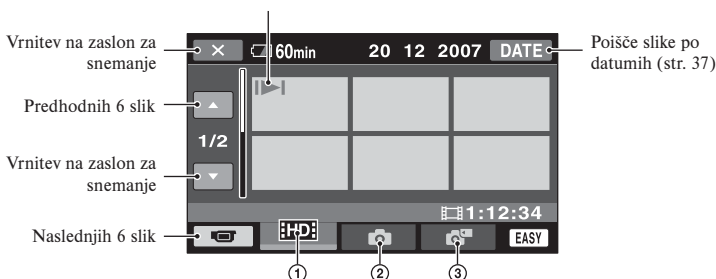 Vrnitev na zaslon za
snemanje
× 60min 20 12 2007 DATE
Poišče slike po
datumih (str. 37)
Predhodnih 6 slik
1/2
Vrnitev na zaslon za
snemanje
1:12:34
Naslednjih 6 slik
HD EASY
① ② ③